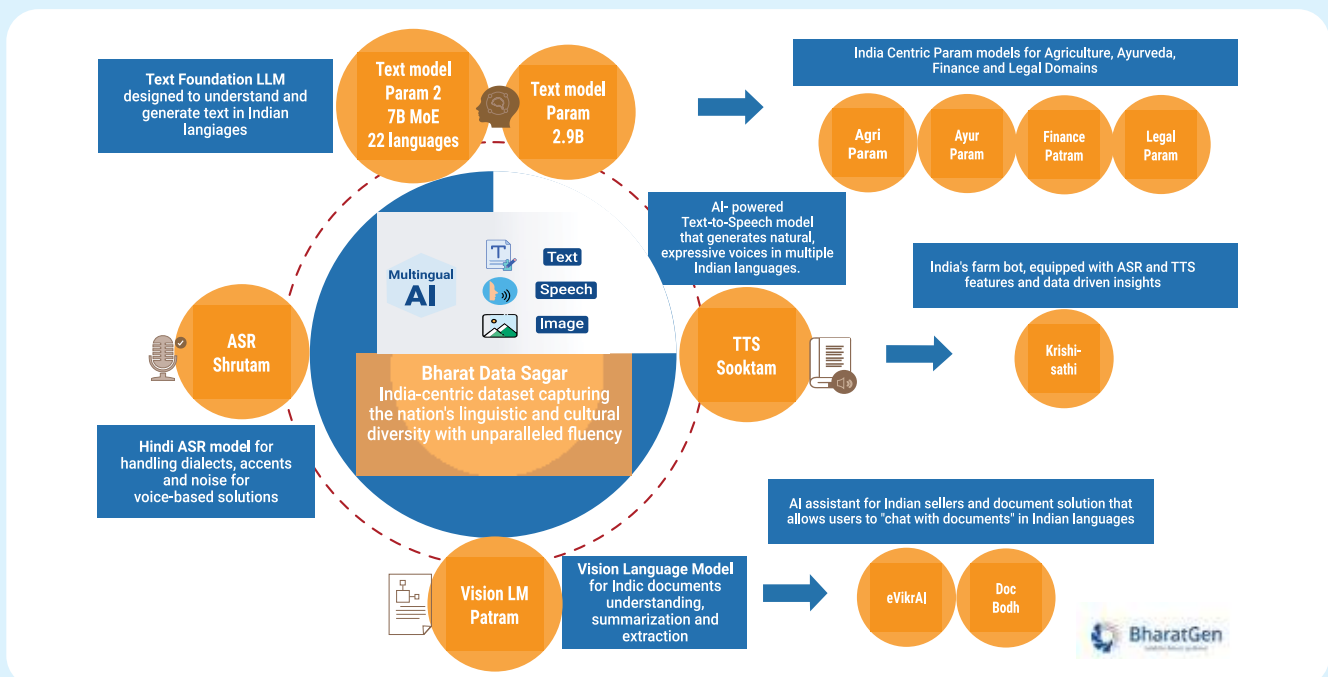 Text Foundation LLM
designed to understand and
generate text in Indian
langiages
Text model
Param 2
7B MoE
22 languages
Text model
Param
2.9B
India Centric Param models for Agriculture, Ayurveda,
Finance and Legal Domains
Agri
Param
Ayur
Param
Finance
Patram
Legal
Param
AI- powered
Text-to-Speech model
that generates natural,
expressive voices in multiple
Indian languages.
Multingual
AI
T
Text
Speech
Image
India's farm bot, equipped with ASR and TTS
features and data driven insights
ASR
Shrutam
TTS
Sooktam
Krishi-
sathi
Bharat Data Sagar
India-centric dataset capturing
the nation's linguistic and cultural
diversity with unparalleled fluency
Hindi ASR model for
handling dialects, accents
and noise for
voice-based solutions
AI assistant for Indian sellers and document solution that
allows users to "chat with documents" in Indian languages
Vision LM
Patram
Vision Language Model
for Indic documents
understanding,
summarization and
extraction
eVikrAI
Doc
Bodh
BharatGen